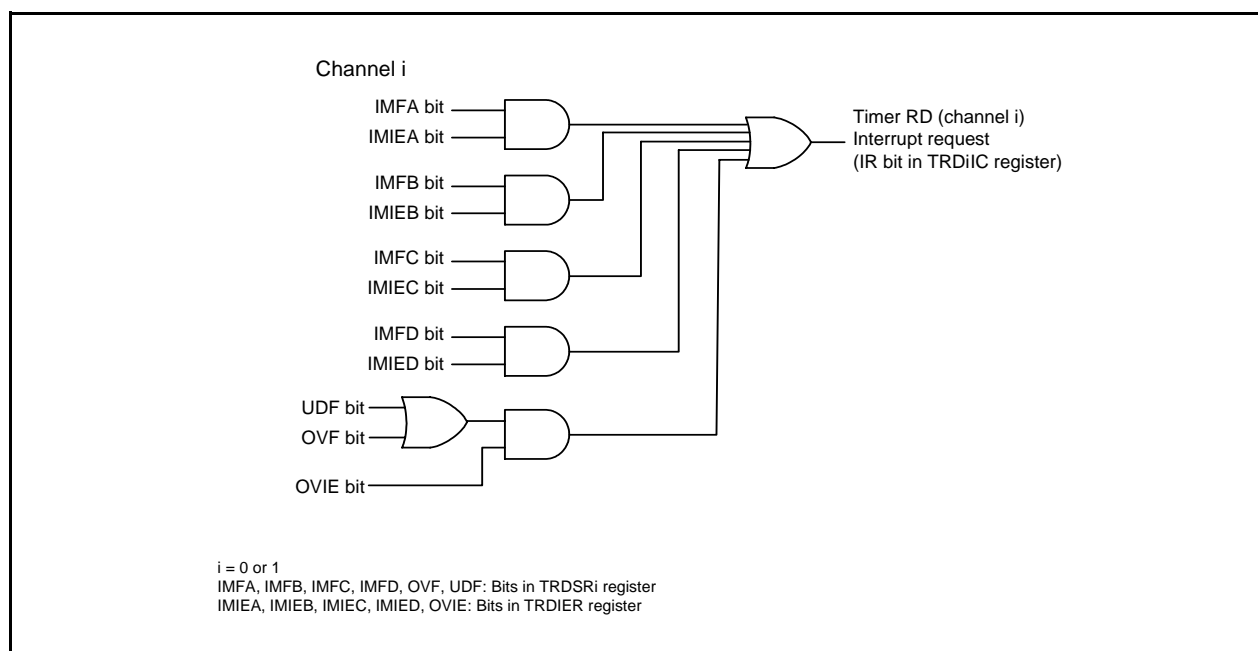 Channel i
IMFA bit
IMIEA bit
Timer RD (channel i)
Interrupt request
(IR bit in TRDiIC register)
IMFB bit
IMIEB bit
IMFC bit
IMIEC bit
IMFD bit
IMIED bit
UDF bit
OVF bit
OVIE bit
i = 0 or 1
IMFA, IMFB, IMFC, IMFD, OVF, UDF: Bits in TRDSRi register
IMIEA, IMIEB, IMIEC, IMIED, OVIE: Bits in TRDIER register